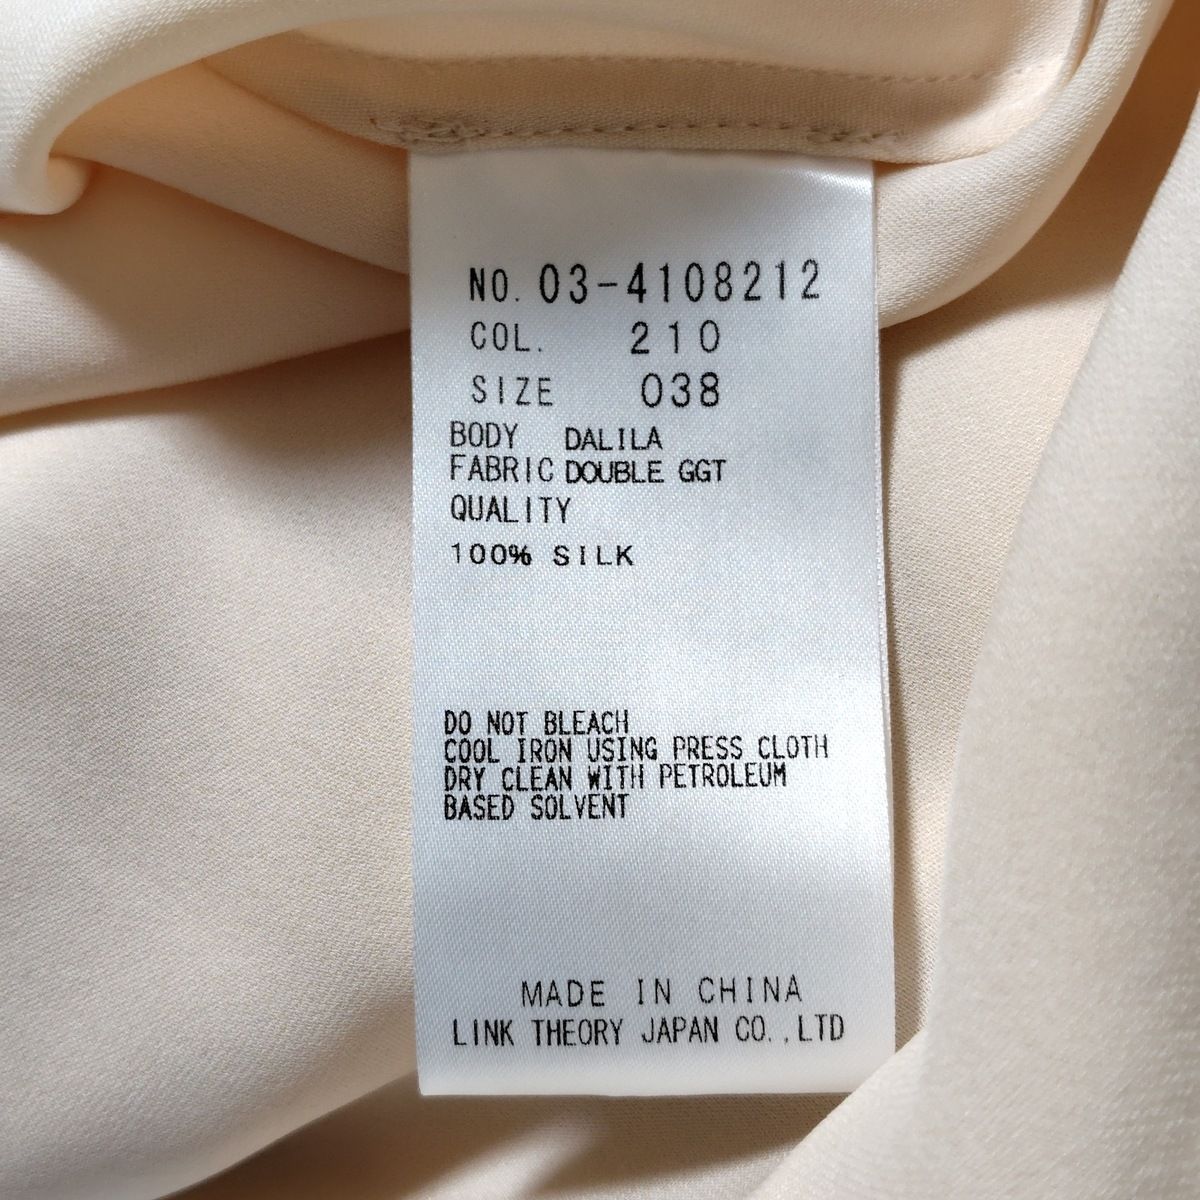 NO. 03-4108212
COL. 210
SIZE 038
BODY DALILA
FABRIC DOUBLE GGT
QUALITY
100% SILK
DO NOT BLEACH
COOL IRON USING PRESS CLOTH
DRY CLEAN WITH PETROLEUM
BASED SOLVENT
MADE IN CHINA
LINK THEORY JAPAN CO.,LTD